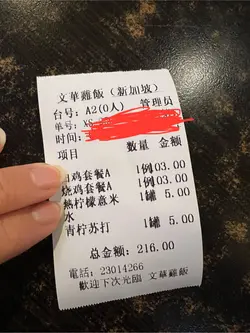 文華雞飯（新加坡）
台号: A2(0人) 管理员
单号: X6
时间:
项目 数量 金额
鸡套餐A 1例103.00
烧鸡套餐A 1例103.00
熱柠檬薏米水 1罐 5.00
青柠苏打 1罐 5.00
总金额: 216.00
電話: 23014266
歡迎下次光臨 文華雞飯